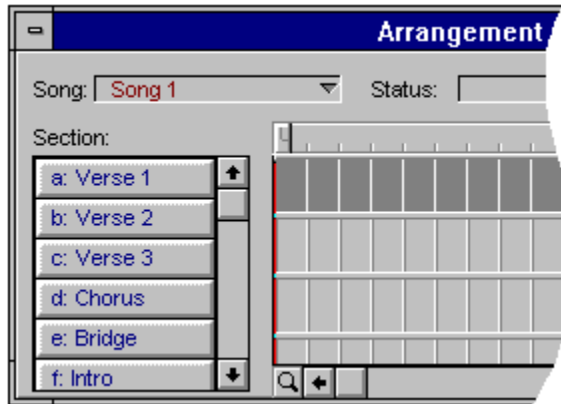 Arrangement
Song: Song 1 Status:
Section:
a: Verse 1
b: Verse 2
c: Verse 3
d: Chorus
e: Bridge
f: Intro